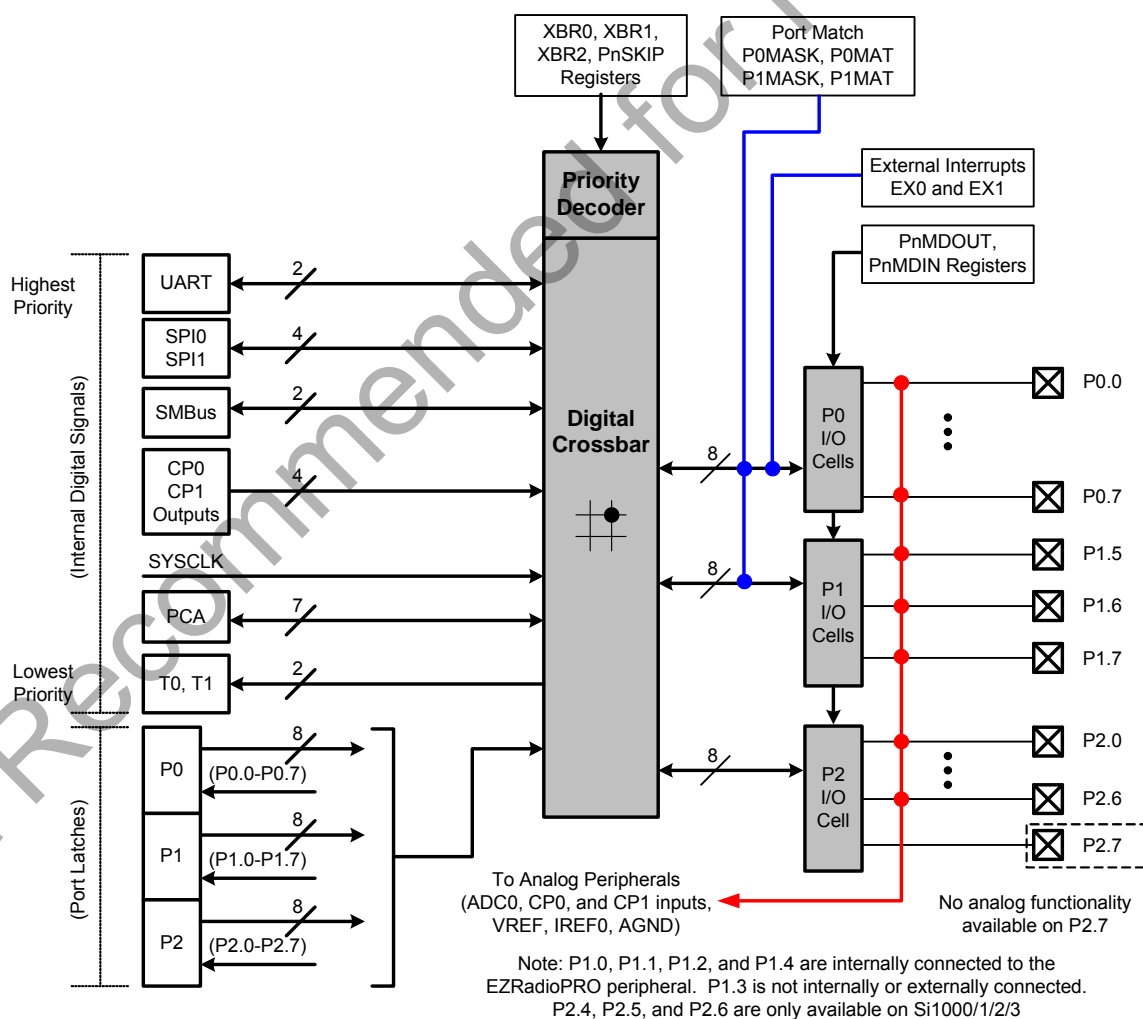 XBR0, XBR1,
XBR2, PnSKIP
Registers
Port Match
P0MASK, P0MAT
P1MASK, P1MAT
External Interrupts
EX0 and EX1
PnMDOUT,
PnMDIN Registers
Priority
Decoder
Digital
Crossbar
Highest
Priority
(Internal Digital Signals)
Lowest
Priority
UART
2
SPI0
SPI1
4
SMBus
2
CP0
CP1
Outputs
4
SYSCLK
PCA
7
T0, T1
2
(Port Latches)
P0
8
(P0.0-P0.7)
P1
8
(P1.0-P1.7)
P2
8
(P2.0-P2.7)
8
P0
I/O
Cells
P0.0
P0.7
8
P1
I/O
Cells
P1.5
P1.6
P1.7
8
P2
I/O
Cell
P2.0
P2.6
P2.7
To Analog Peripherals
(ADC0, CP0, and CP1 inputs,
VREF, IREF0, AGND)
No analog functionality
available on P2.7
Note: P1.0, P1.1, P1.2, and P1.4 are internally connected to the
EZRadioPRO peripheral. P1.3 is not internally or externally connected.
P2.4, P2.5, and P2.6 are only available on Si1000/1/2/3
Recommended for